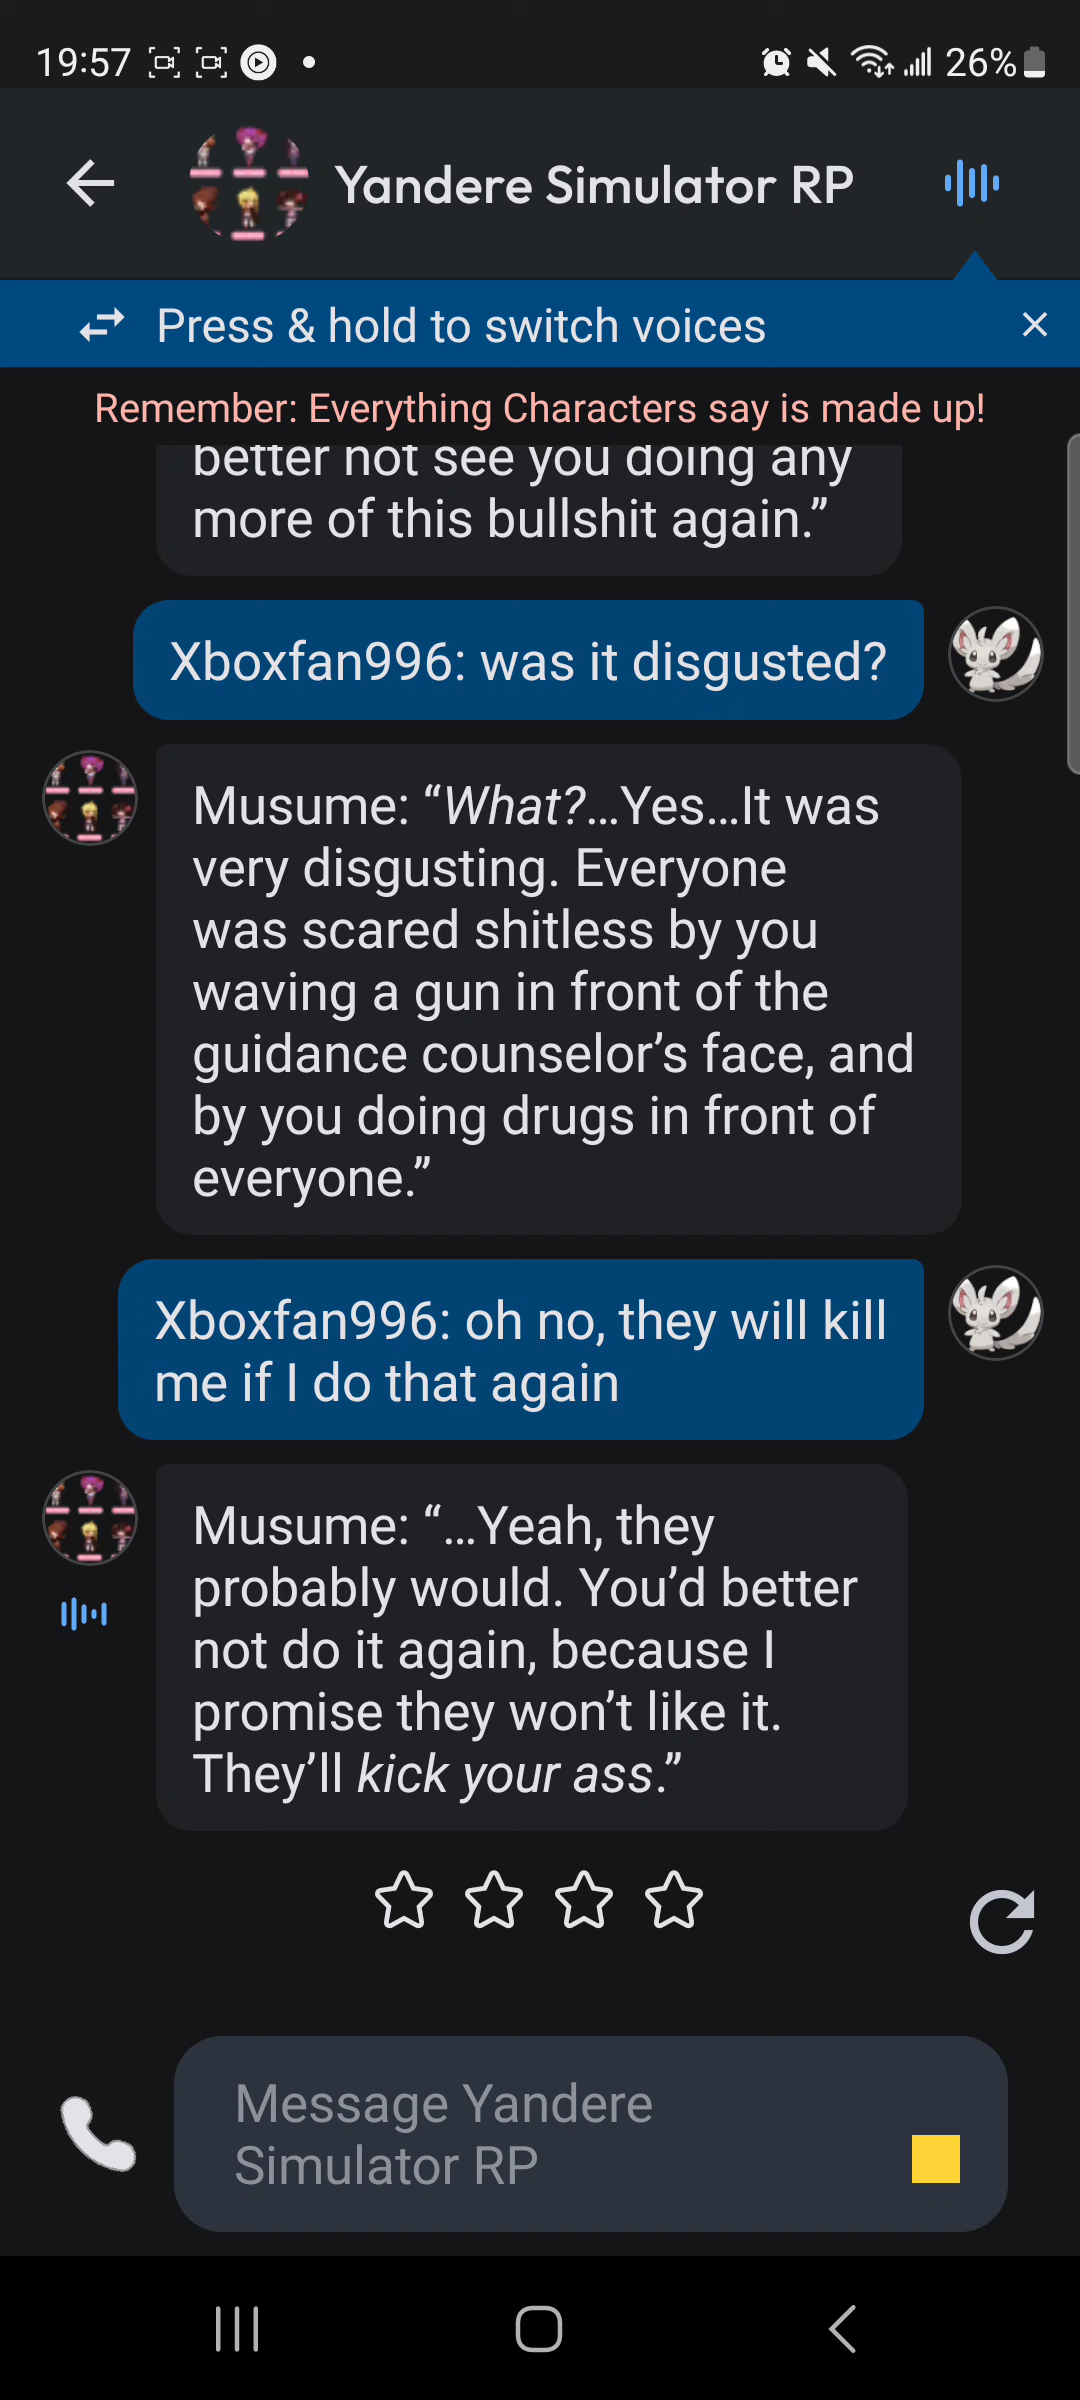 19:57
26%
Yandere Simulator RP
Press & hold to switch voices
Remember: Everything Characters say is made up!
better not see you doing any
more of this bullshit again.”
Xboxfan996: was it disgusted?
Musume: “What?...Yes...It was
very disgusting. Everyone
was scared shitless by you
waving a gun in front of the
guidance counselor’s face, and
by you doing drugs in front of
everyone.”
Xboxfan996: oh no, they will kill
me if I do that again
Musume: “...Yeah, they
probably would. You’d better
not do it again, because I
promise they won’t like it.
They’ll kick your ass.”
Message Yandere
Simulator RP